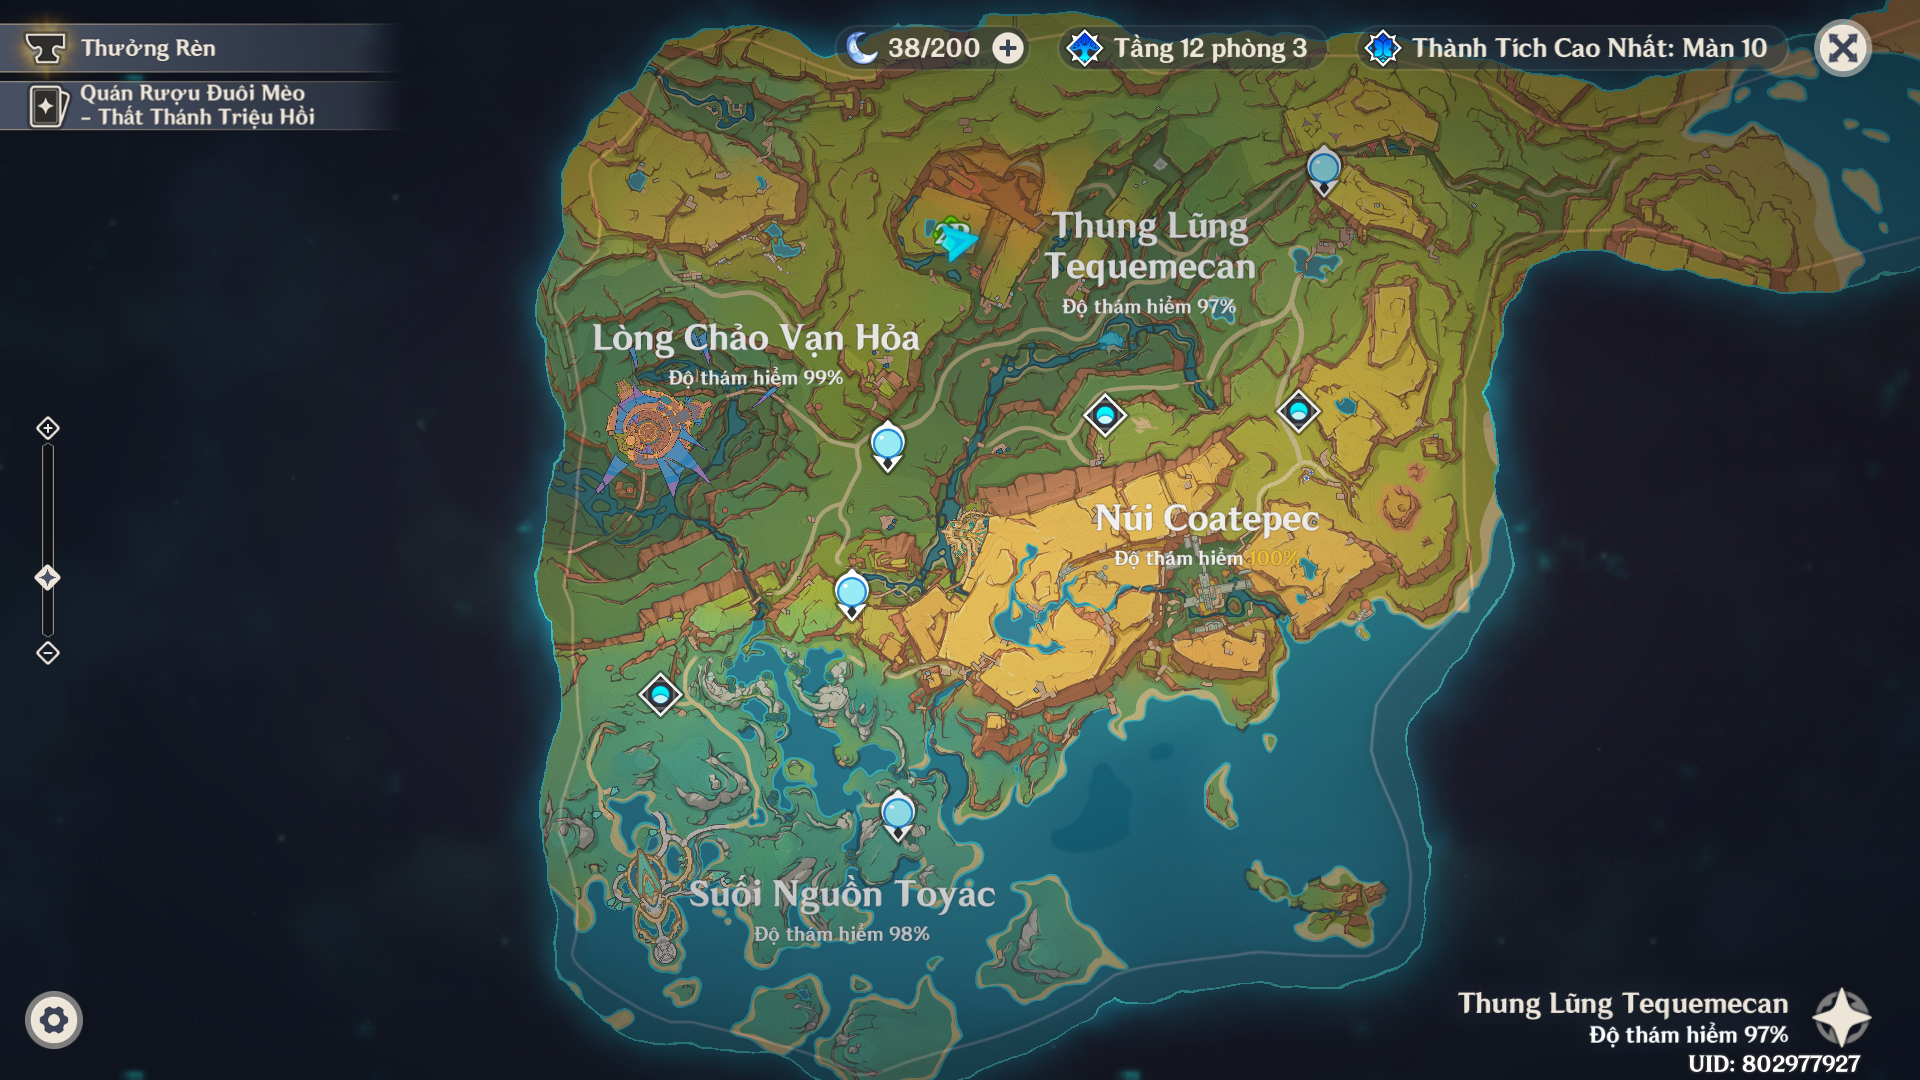 Thưởng Rèn
Quán Rượu Đuôi Mèo
– Thất Thánh Triệu Hồi
38/200
Tầng 12 phòng 3
Thành Tích Cao Nhất: Màn 10
Thung Lũng
Tequemecan
Độ thám hiểm 97%
Lòng Chảo Vạn Hỏa
Độ thám hiểm 99%
Núi Coatepec
Độ thám hiểm 100%
Suối Nguồn Toyac
Độ thám hiểm 98%
Thung Lũng Tequemecan
Độ thám hiểm 97%
UID: 802977927